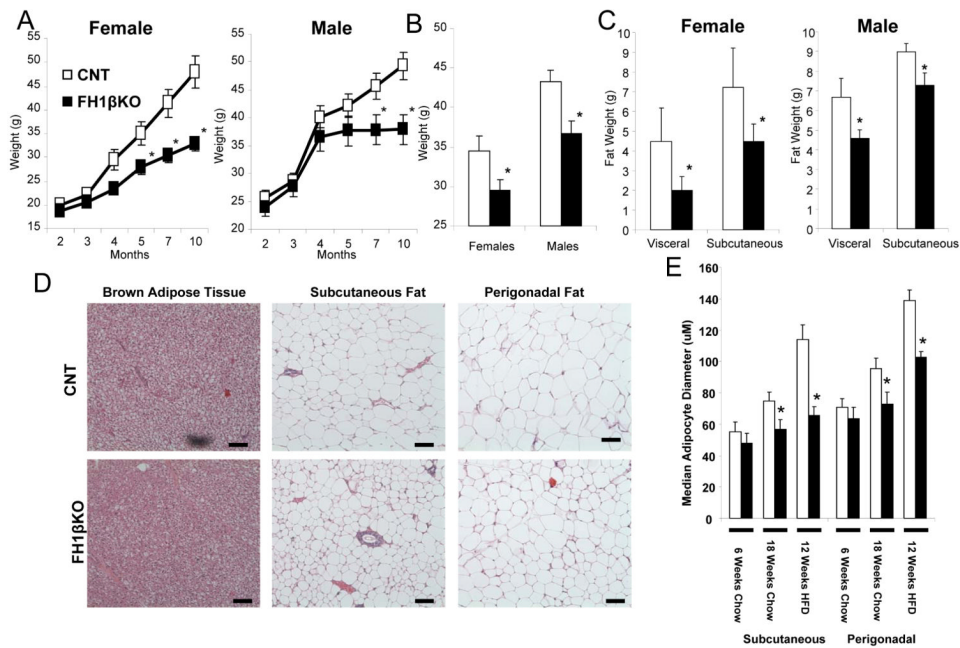 A
Female
Male
CNT
FH1βKO
Weight (g)
55
50
45
40
35
30
25
20
15
2 3 4 5 7 10
Months
* * *
Weight (g)
55
50
45
40
35
30
25
20
2 3 4 5 7 10
Months
* *
B
Weight (g)
50
45
40
35
30
25
* *
Females Males
C
Female
Male
Fat Weight (g)
10
9
8
7
6
5
4
3
2
1
0
* *
Visceral Subcutaneous
Fat Weight (g)
10
9
8
7
6
5
4
3
2
1
0
* *
Visceral Subcutaneous
D
Brown Adipose Tissue Subcutaneous Fat Perigonadal Fat
CNT
FH1βKO
E
Median Adipocyte Diameter (uM)
160
140
120
100
80
60
40
20
0
* * * *
6 Weeks Chow
18 Weeks Chow
12 Weeks HFD
6 Weeks Chow
18 Weeks Chow
12 Weeks HFD
Subcutaneous Perigonadal